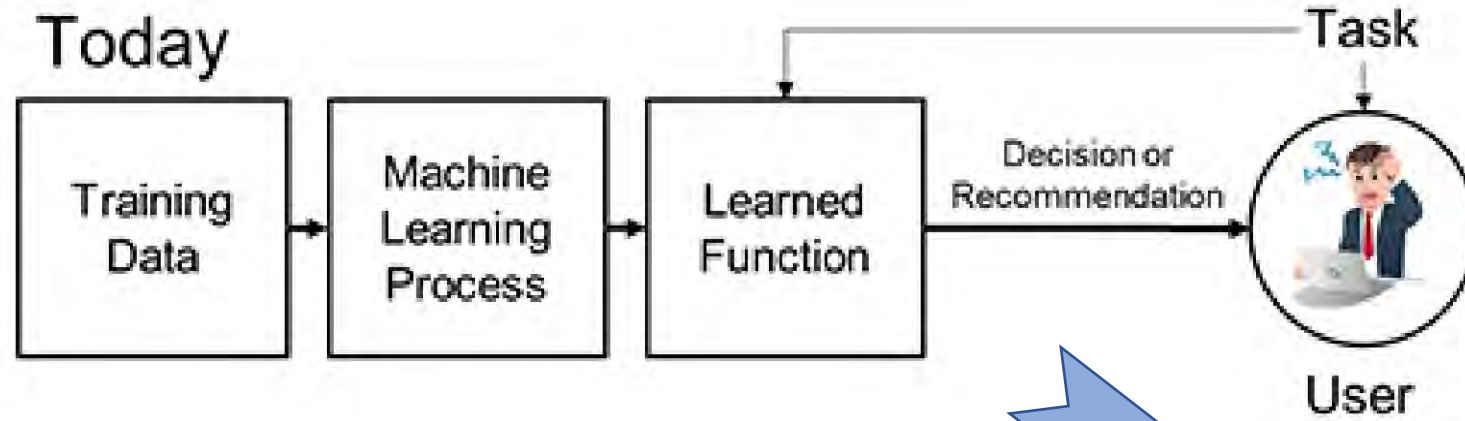 Today
Task
Training
Data
Machine
Learning
Process
Learned
Function
Decision or
Recommendation
User